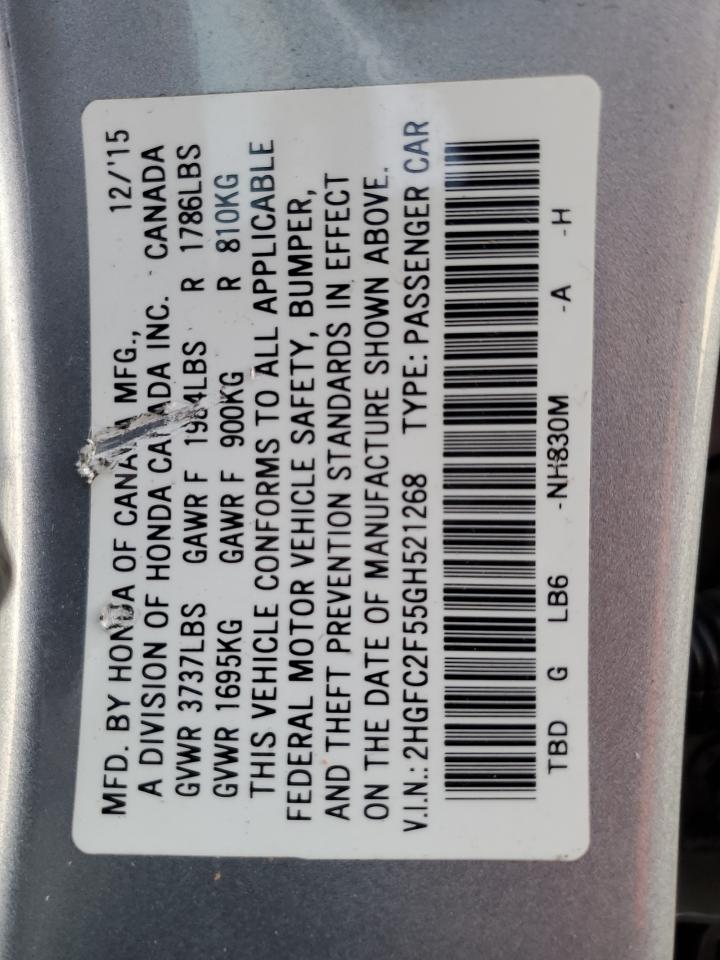 MFD. BY HONDA OF CANADA MFG., 12/'15
A DIVISION OF HONDA CANADA INC. CANADA
GVWR 3737LBS GAWR F 1984LBS R 1786LBS
GVWR 1695KG GAWR F 900KG R 810KG
THIS VEHICLE CONFORMS TO ALL APPLICABLE
FEDERAL MOTOR VEHICLE SAFETY, BUMPER,
AND THEFT PREVENTION STANDARDS IN EFFECT
ON THE DATE OF MANUFACTURE SHOWN ABOVE.
V.I.N.: 2HGFC2F55GH521268 TYPE: PASSENGER CAR
TBD G LB6 -NH830M -A -H